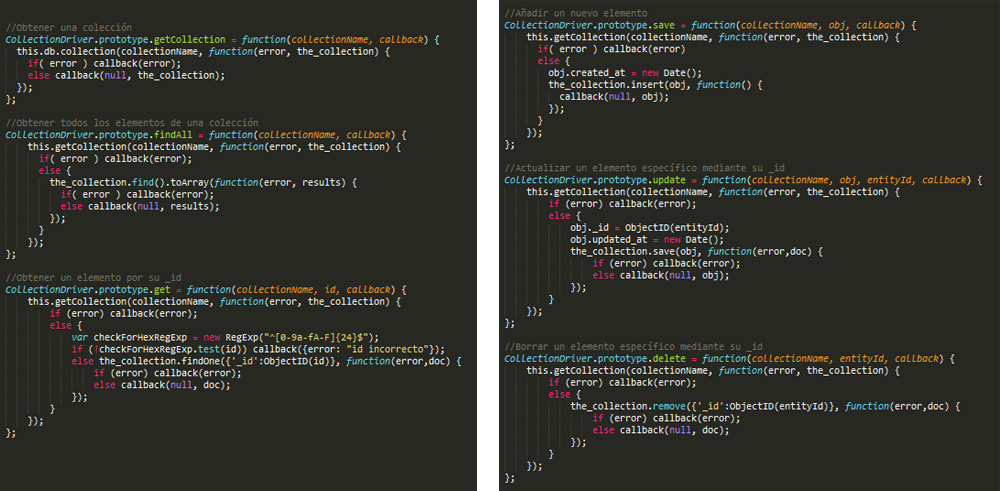 //Obtener una colección
CollectionDriver.prototype.getCollection = function(collectionName, callback) {
  this.db.collection(collectionName, function(error, the_collection) {
    if( error ) callback(error);
    else callback(null, the_collection);
  });
};

//Obtener todos los elementos de una colección
CollectionDriver.prototype.findAll = function(collectionName, callback) {
    this.getCollection(collectionName, function(error, the_collection) {
      if( error ) callback(error);
      else {
        the_collection.find().toArray(function(error, results) {
          if( error ) callback(error);
          else callback(null, results);
        });
      }
    });
};

//Obtener un elemento por su _id
CollectionDriver.prototype.get = function(collectionName, id, callback) {
    this.getCollection(collectionName, function(error, the_collection) {
        if (error) callback(error);
        else {
            var checkForHexRegExp = new RegExp("^[0-9a-fA-F]{24}$");
            if (!checkForHexRegExp.test(id)) callback({error: "id incorrecto"});
            else the_collection.findOne({'_id':ObjectID(id)}, function(error,doc) {
                if (error) callback(error);
                else callback(null, doc);
            });
        }
    });
};

//Añadir un nuevo elemento
CollectionDriver.prototype.save = function(collectionName, obj, callback) {
    this.getCollection(collectionName, function(error, the_collection) {
      if( error ) callback(error)
      else {
        obj.created_at = new Date();
        the_collection.insert(obj, function() {
          callback(null, obj);
        });
      }
    });
};

//Actualizar un elemento específico mediante su _id
CollectionDriver.prototype.update = function(collectionName, obj, entityId, callback) {
    this.getCollection(collectionName, function(error, the_collection) {
        if (error) callback(error);
        else {
            obj._id = ObjectID(entityId);
            obj.updated_at = new Date();
            the_collection.save(obj, function(error,doc) {
                if (error) callback(error);
                else callback(null, obj);
            });
        }
    });
};

//Borrar un elemento específico mediante su _id
CollectionDriver.prototype.delete = function(collectionName, entityId, callback) {
    this.getCollection(collectionName, function(error, the_collection) {
        if (error) callback(error);
        else {
            the_collection.remove({'_id':ObjectID(entityId)}, function(error,doc) {
                if (error) callback(error);
                else callback(null, doc);
            });
        }
    });
};